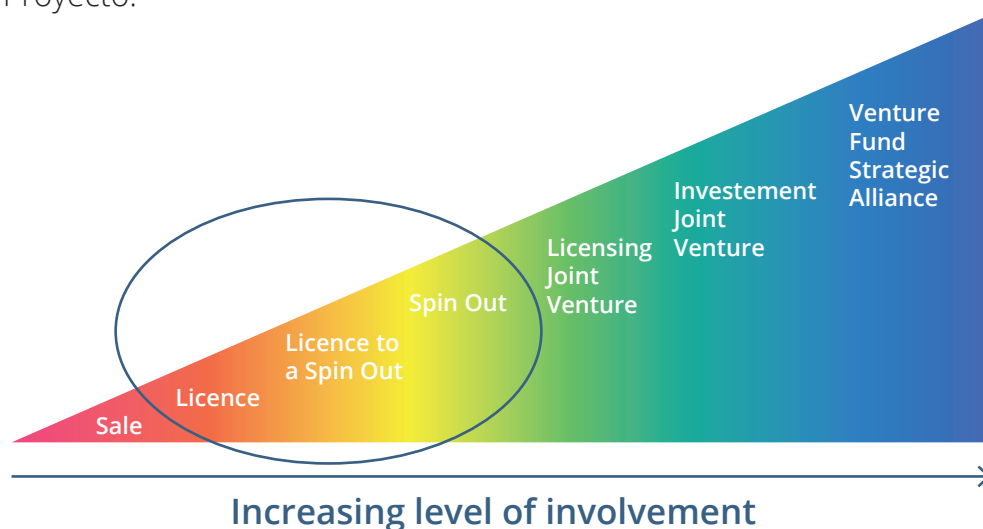 Proyecto.
Venture
Fund
Strategic
Alliance
Investement
Joint
Venture
Licensing
Joint
Venture
Spin Out
Licence to
a Spin Out
Licence
Sale
Increasing level of involvement